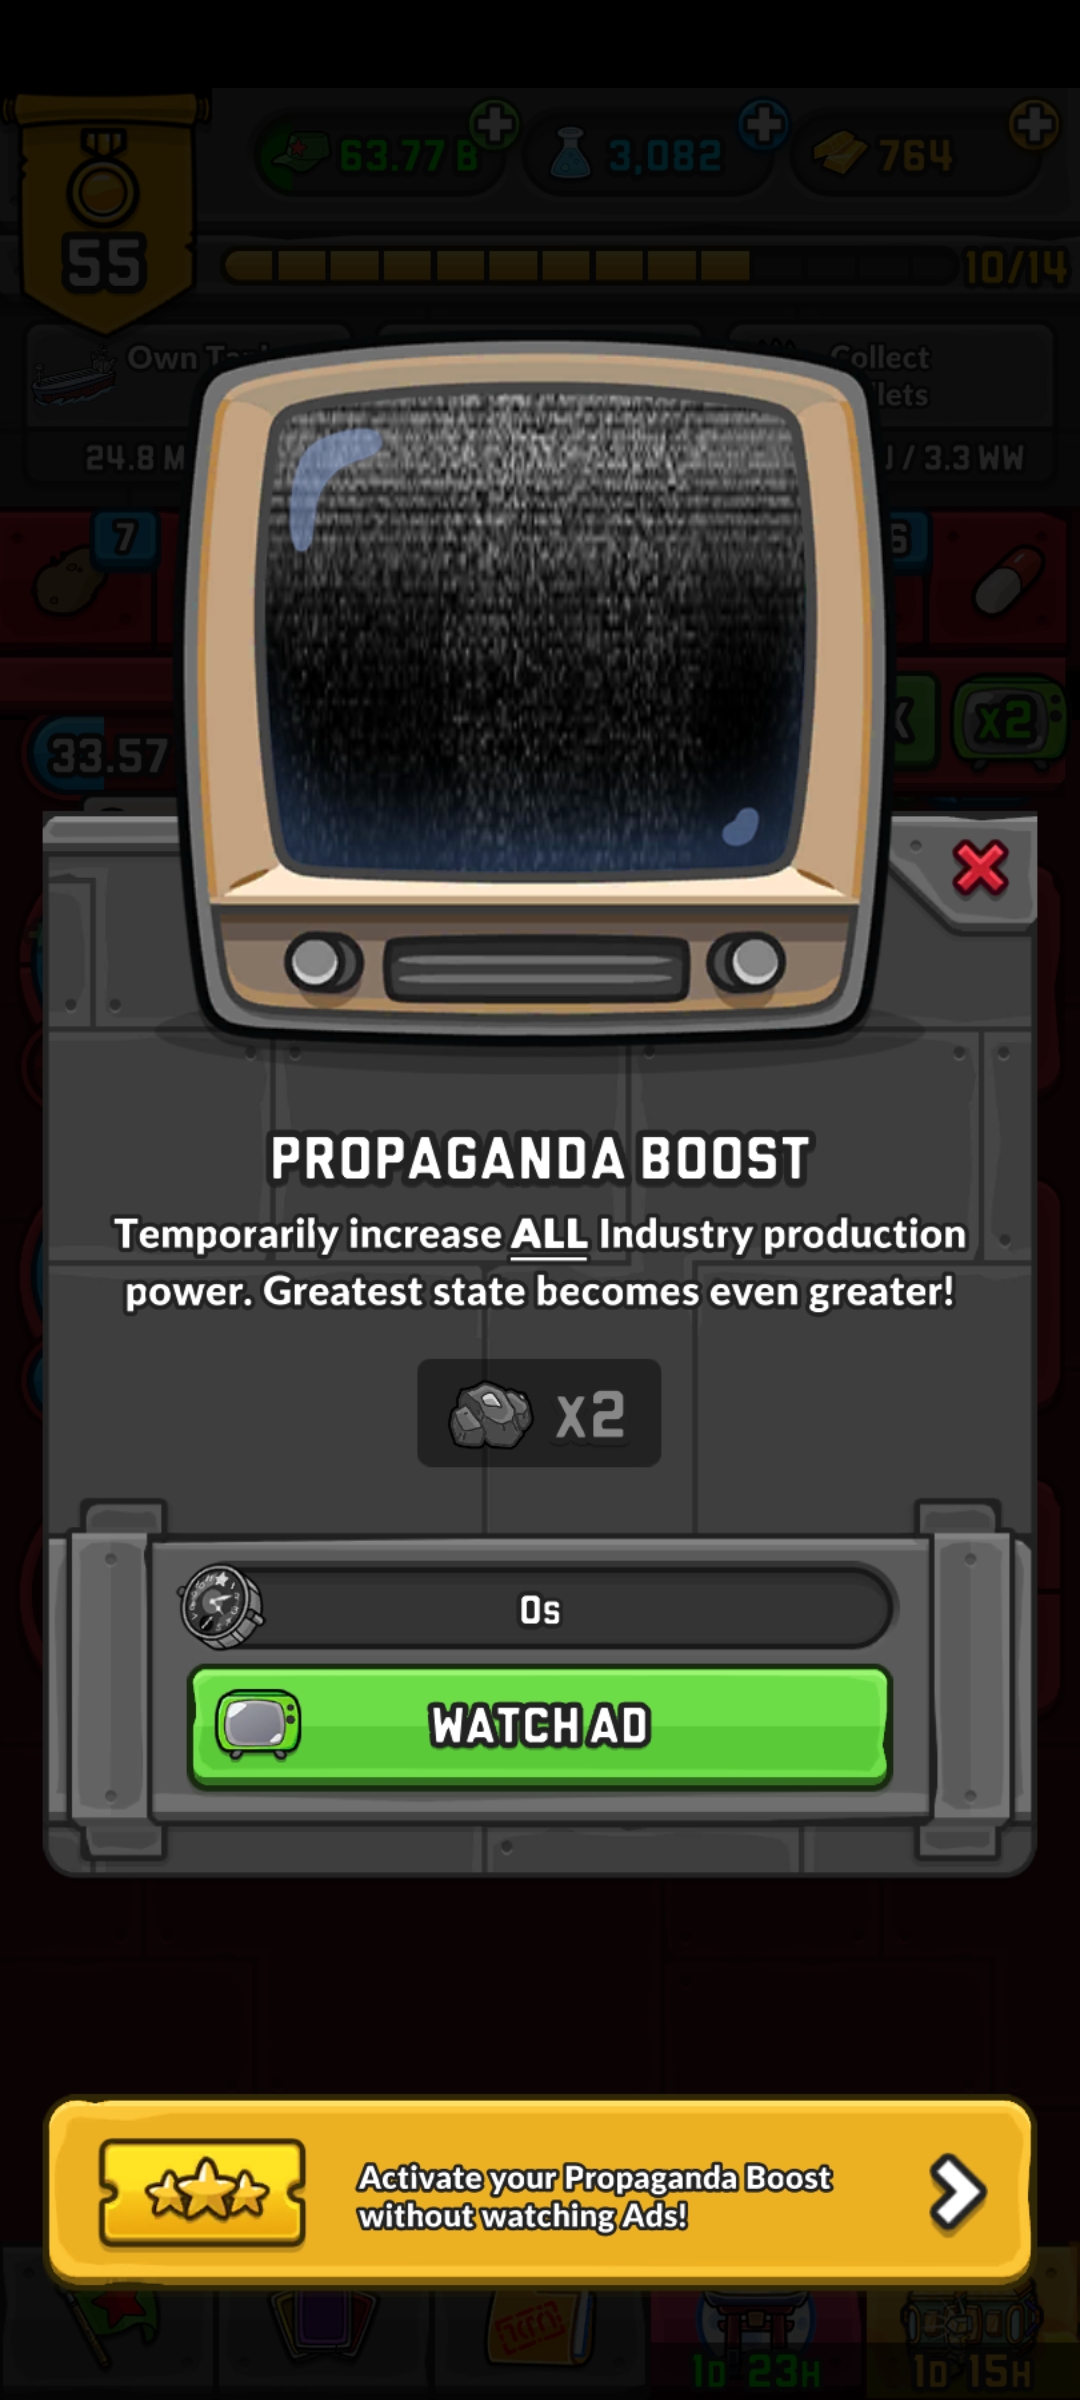 63.77 B
3,082
764
55
10/14
Own
Collect
24.8 M
/ 3.3 WW
7
6
33.57
x2
PROPAGANDA BOOST
Temporarily increase ALL Industry production
power. Greatest state becomes even greater!
x2
0s
WATCH AD
Activate your Propaganda Boost
without watching Ads!
1D 23H
1D 15H